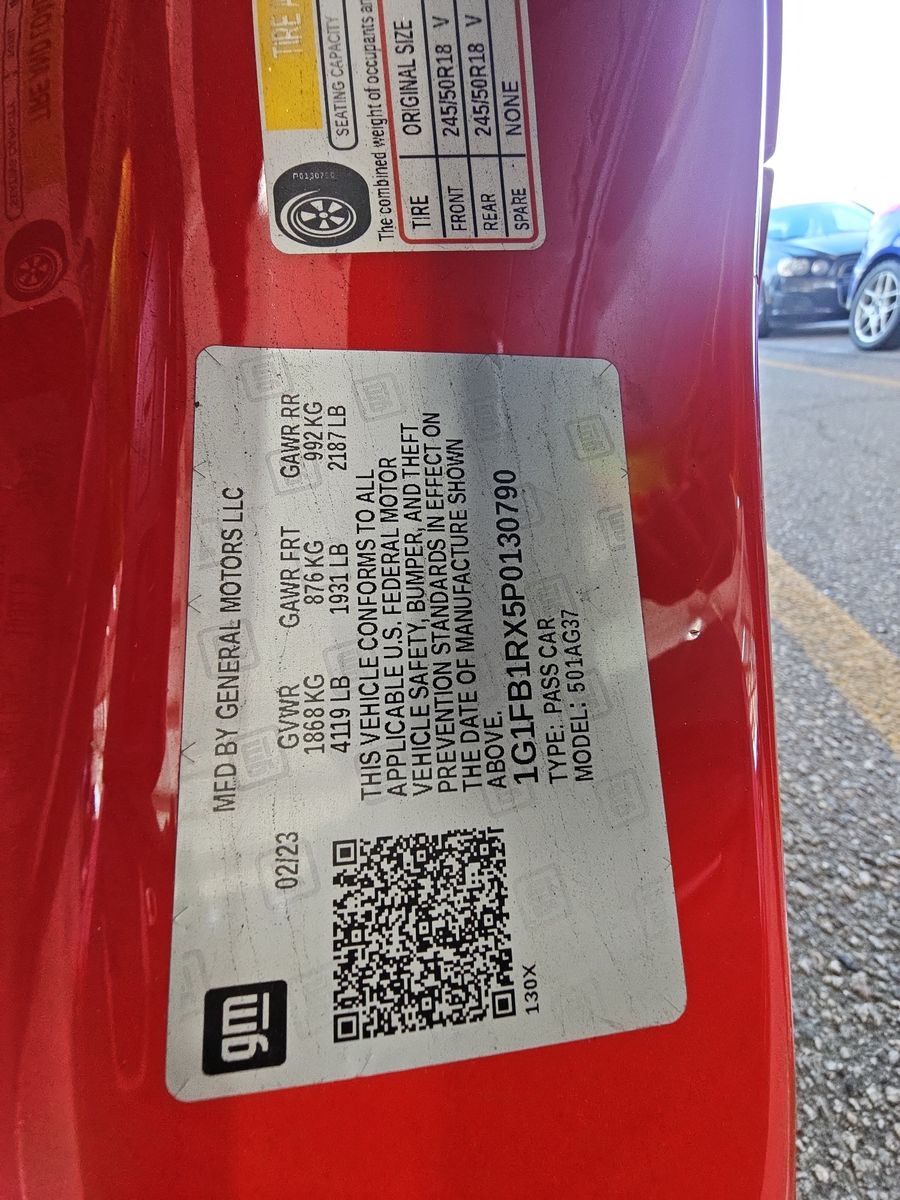 gm
MFD BY GENERAL MOTORS LLC
02/23
GVWR GAWR FRT GAWR RR
1868 KG 876 KG 992 KG
4119 LB 1931 LB 2187 LB
THIS VEHICLE CONFORMS TO ALL
APPLICABLE U.S. FEDERAL MOTOR
VEHICLE SAFETY, BUMPER, AND THEFT
PREVENTION STANDARDS IN EFFECT ON
THE DATE OF MANUFACTURE SHOWN
ABOVE.
1G1FB1RX5P0130790
TYPE: PASS CAR
MODEL: 501AG37
130X
TIRE
SEATING CAPACITY
The combined weight of occupants
P0130790
TIRE ORIGINAL SIZE
FRONT 245/50R18 V
REAR 245/50R18 V
SPARE NONE